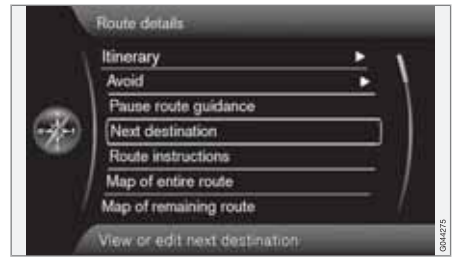 Route details
Itinerary
Avoid
Pause route guidance
Next destination
Route instructions
Map of entire route
Map of remaining route
View or edit next destination
G044275